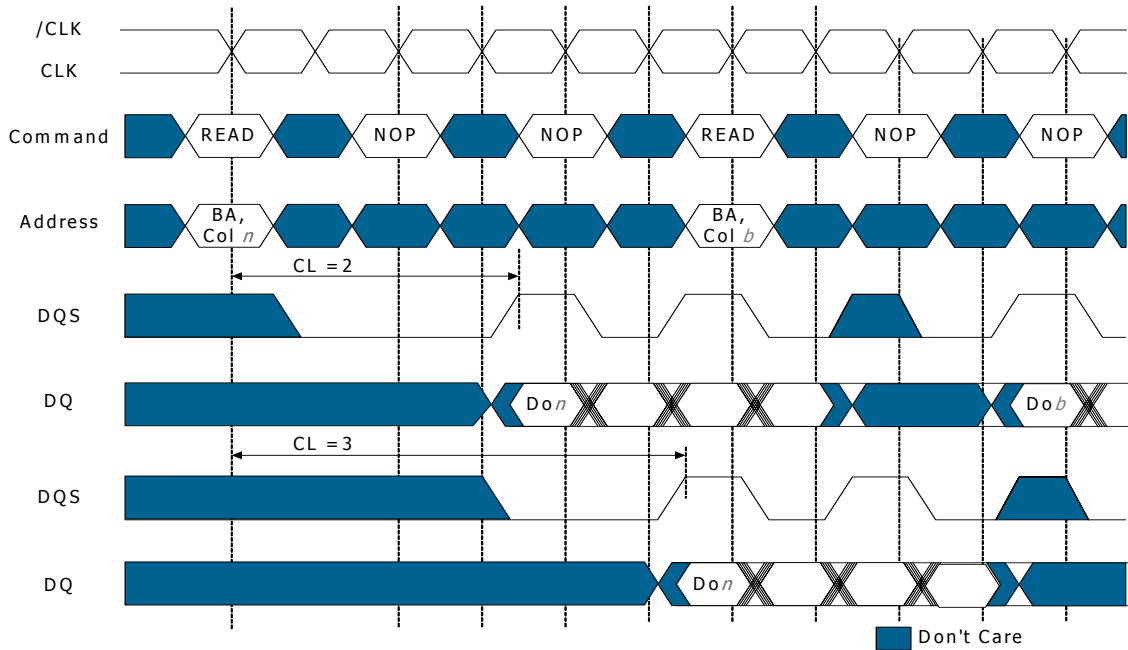 /CLK
CLK
Command
READ NOP NOP READ NOP NOP
Address
BA, BA,
Col n Col b
CL = 2
DQS
DQ
Do n Do b
CL = 3
DQS
DQ
Do n
Don't Care